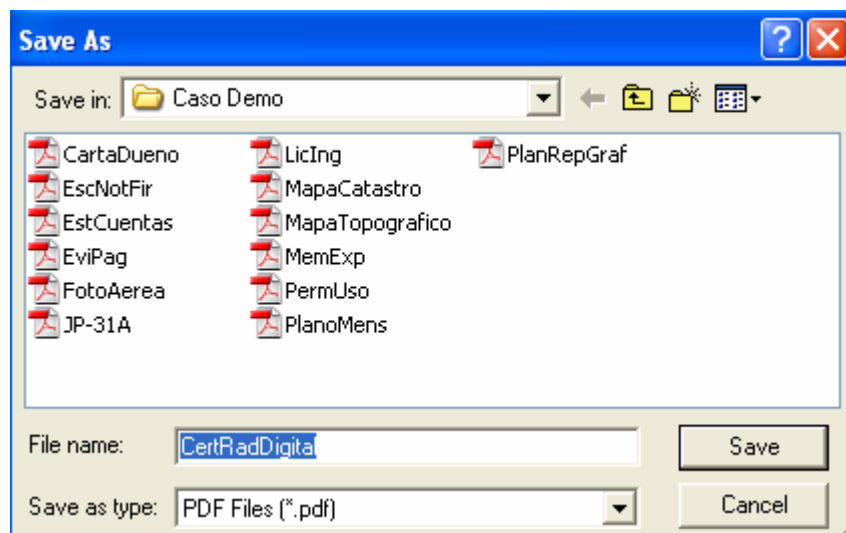 Save As
Save in: Caso Demo
CartaDueno
EscNotFir
EstCuentas
EviPag
FotoAerea
JP-31A
LicIng
MapaCatastro
MapaTopografico
MemExp
PermUso
PlanoMens
PlanRepGraf
File name: CertRadDigital
Save
Save as type: PDF Files (*.pdf)
Cancel